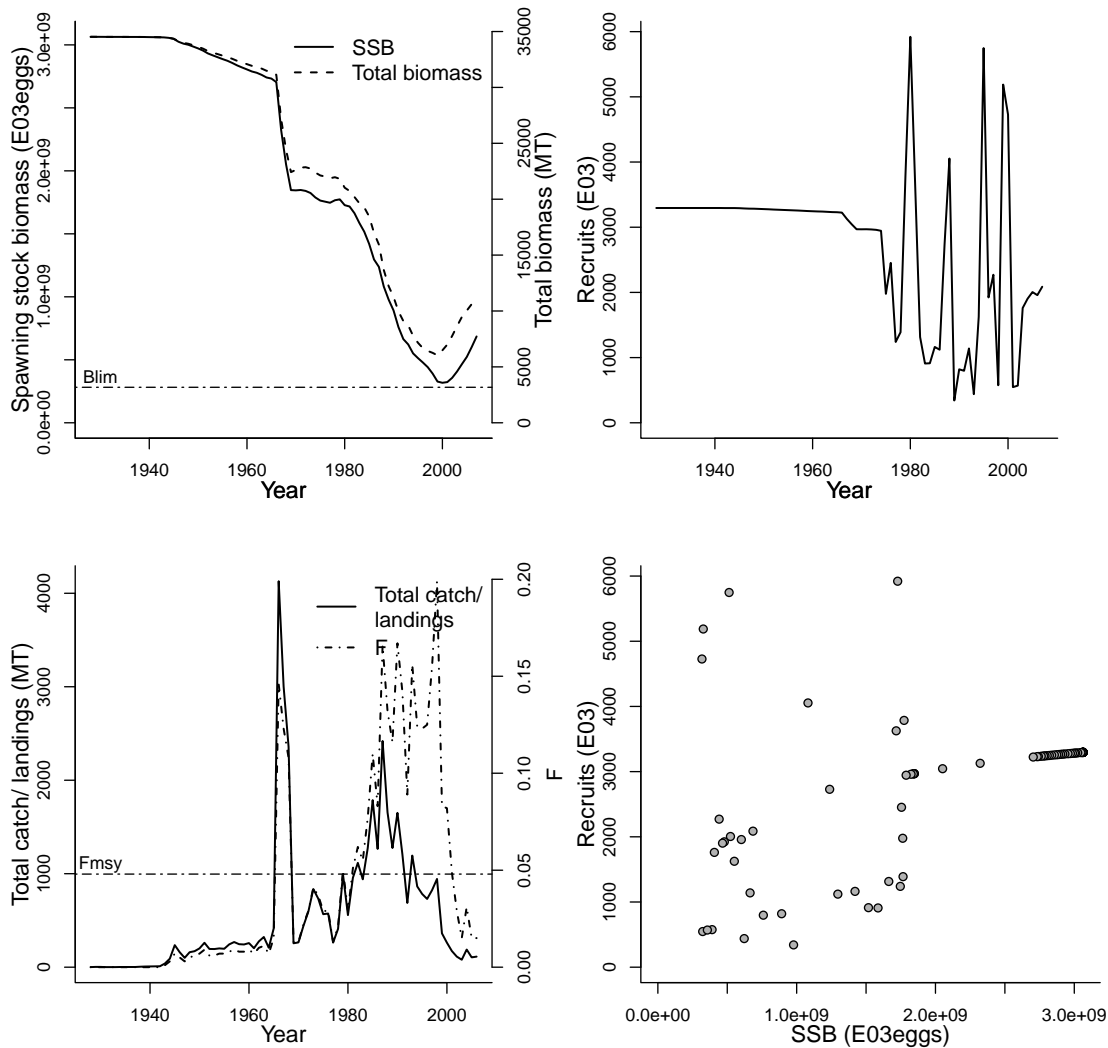 Spawning stock biomass (E03eggs)
0.0e+00
1.0e+09
2.0e+09
3.0e+09
SSB
Total biomass
Blim
0
5000
15000
25000
35000
Total biomass (MT)
1940
1960
1980
2000
Year
Recruits (E03)
0
1000
2000
3000
4000
5000
6000
1940
1960
1980
2000
Year
Total catch/ landings (MT)
0
1000
2000
3000
4000
Total catch/
landings
F
Fmsy
0.00
0.05
0.10
0.15
0.20
F
1940
1960
1980
2000
Year
Recruits (E03)
0
1000
2000
3000
4000
5000
6000
0.0e+00
1.0e+09
2.0e+09
3.0e+09
SSB (E03eggs)